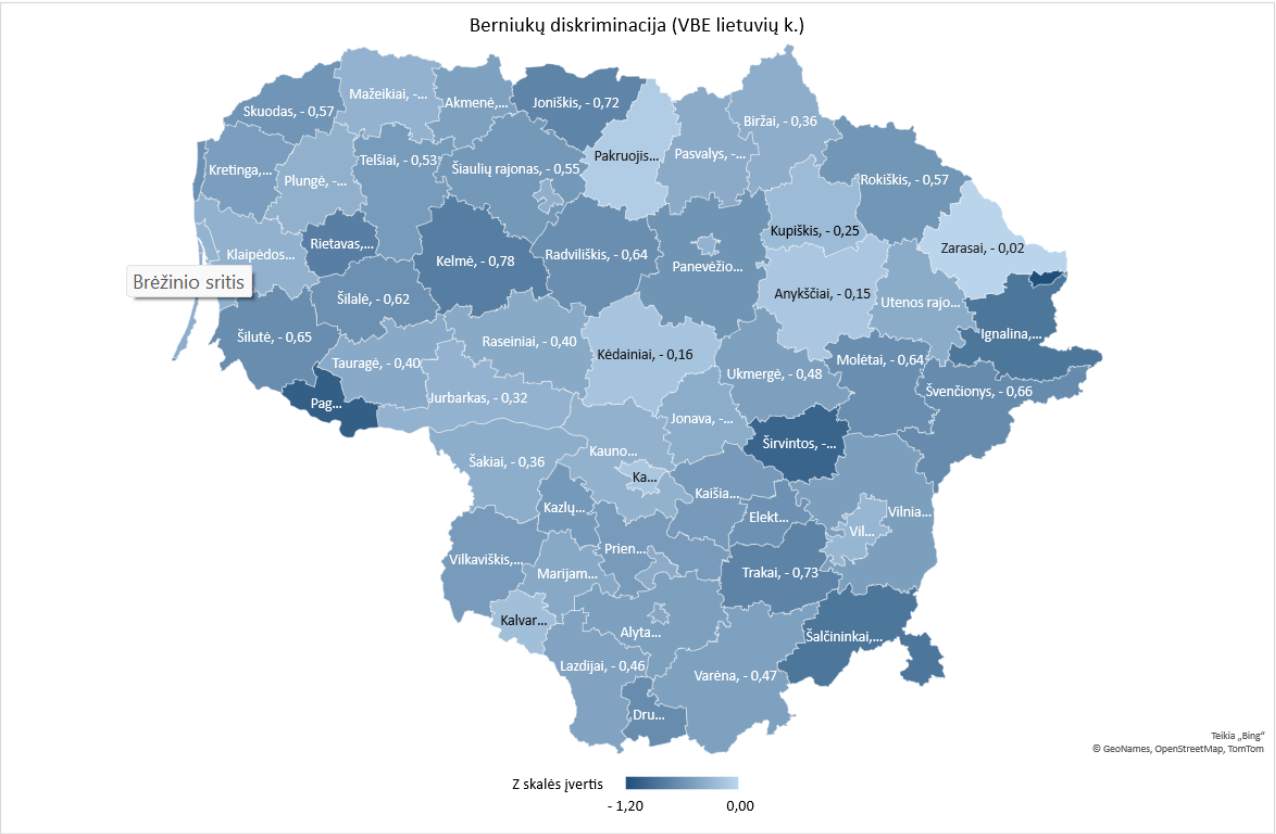 Berniukų diskriminacija (VBE lietuvių k.)
Mažeikiai, -...
Akmenė,...
Joniškis, - 0,72
Skuodas, - 0,57
Biržai, - 0,36
Pakruojis...
Pasvalys, -...
Telšiai, - 0,53
Šiaulių rajonas, - 0,55
Kretinga,...
Plungė, -...
Rokiškis, - 0,57
Kupiškis, - 0,25
Rietavas,...
Zarasai, - 0,02
Klaipėdos...
Kelmė, - 0,78
Radviliškis, - 0,64
Panevėžio...
Brėžinio sritis
Anykščiai, - 0,15
Utenos rajo...
Šilalė, - 0,62
Šilutė, - 0,65
Ignalina,...
Raseiniai, - 0,40
Kėdainiai, - 0,16
Tauragė, - 0,40
Molėtai, - 0,64
Ukmergė, - 0,48
Švenčionys, - 0,66
Jurbarkas, - 0,32
Pag...
Jonava, -...
Širvintos, -...
Kauno...
Šakiai, - 0,36
Ka...
Kaišia...
Kazlų...
Elekt...
Vilnia...
Vil...
Prien...
Vilkaviškis,...
Marijam...
Trakai, - 0,73
Kalvar...
Alyta...
Šalčininkai,...
Lazdijai, - 0,46
Varėna, - 0,47
Dru...
Teikia „Bing“
© GeoNames, OpenStreetMap, TomTom
Z skalės įvertis
- 1,20
0,00